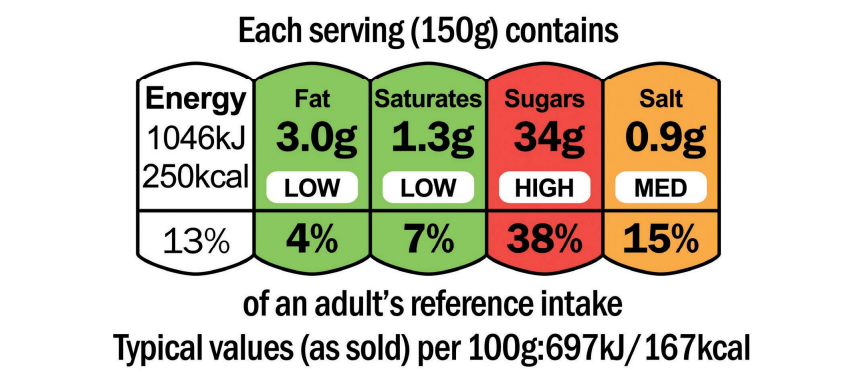 Each serving (150g) contains
Energy
1046kJ
250kcal
13%
Fat
3.0g
LOW
4%
Saturates
1.3g
LOW
7%
Sugars
34g
HIGH
38%
Salt
0.9g
MED
15%
of an adult's reference intake
Typical values (as sold) per 100g:697kJ/167kcal